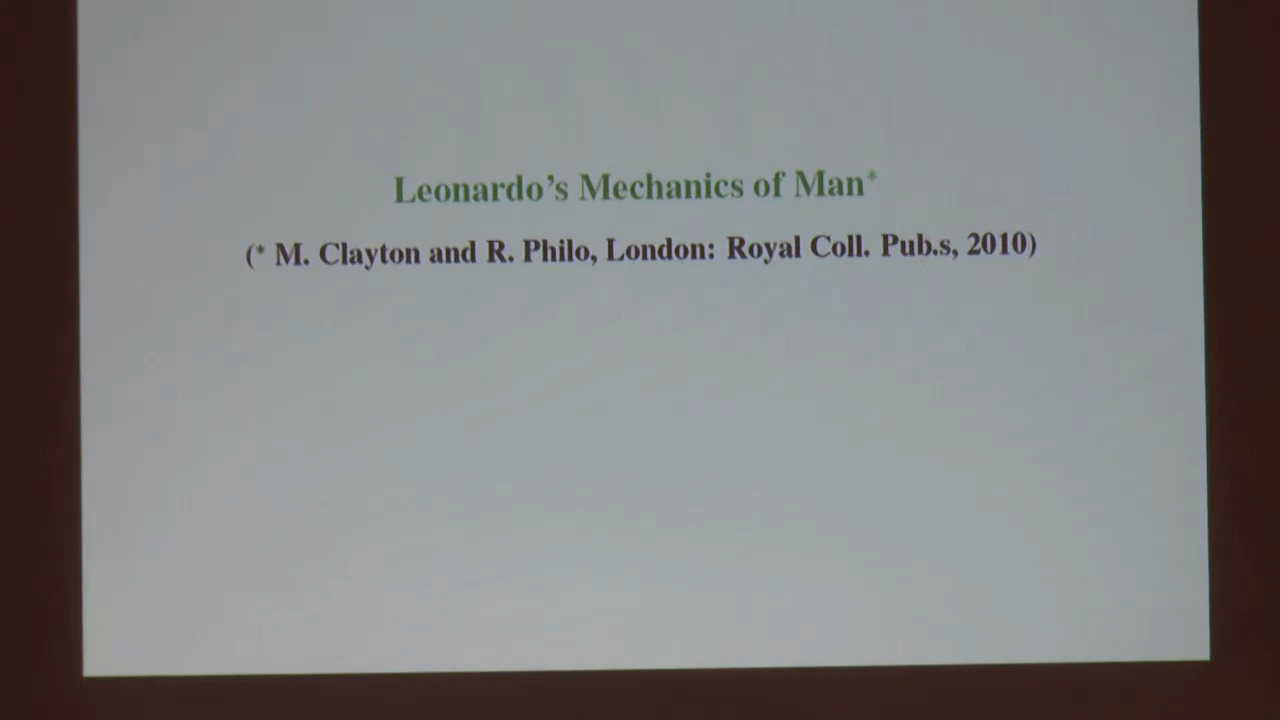 Leonardo's Mechanics of Man*
(* M. Clayton and R. Philo, London: Royal Coll. Pub.s, 2010)